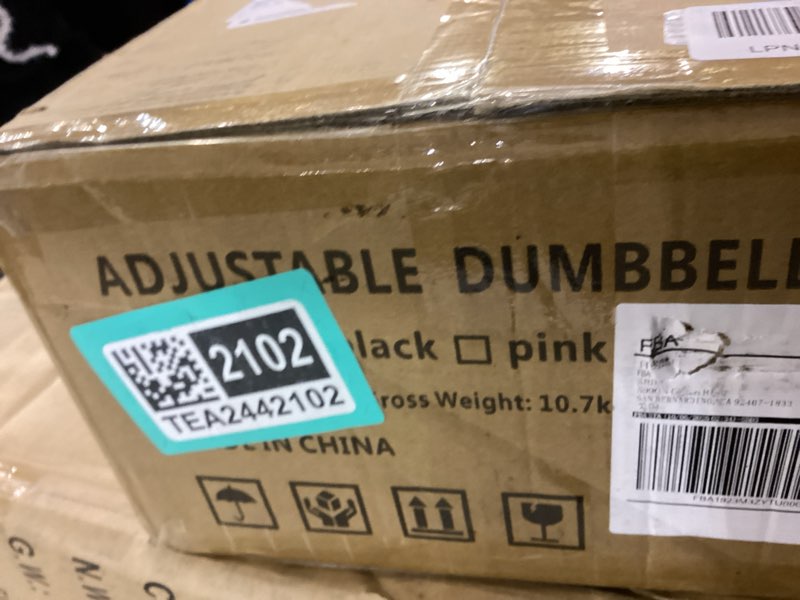 LPN
ADJUSTABLE DUMBBELL
lack □ pink
ross Weight: 10.7k
IN CHINA
2102
TEA2442102
FBA
G.W.:
N.W
C